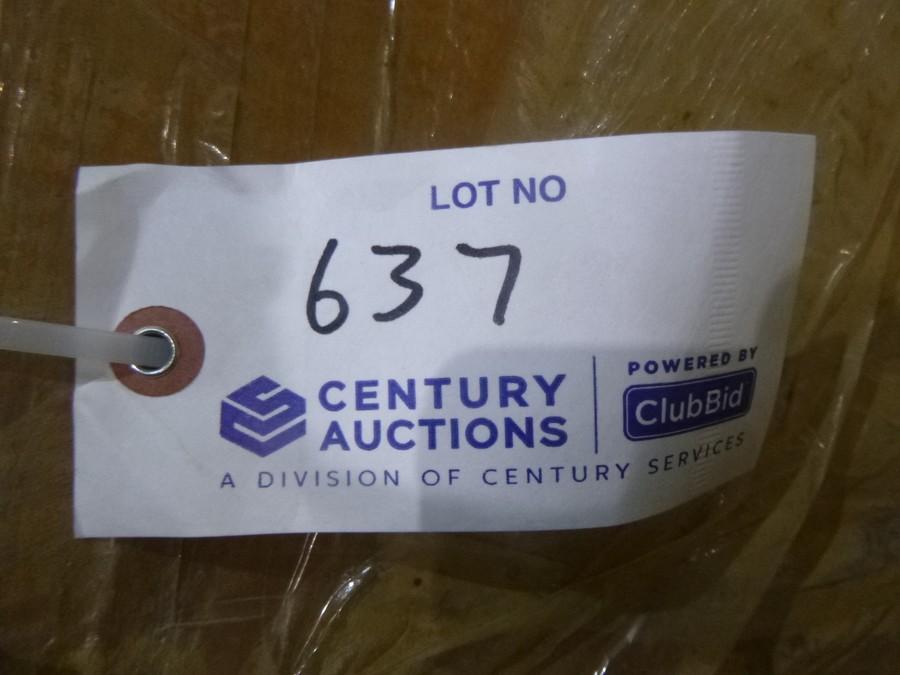 LOT NO
637
CENTURY
AUCTIONS
A DIVISION OF CENTURY SERVICES
POWERED BY
ClubBid